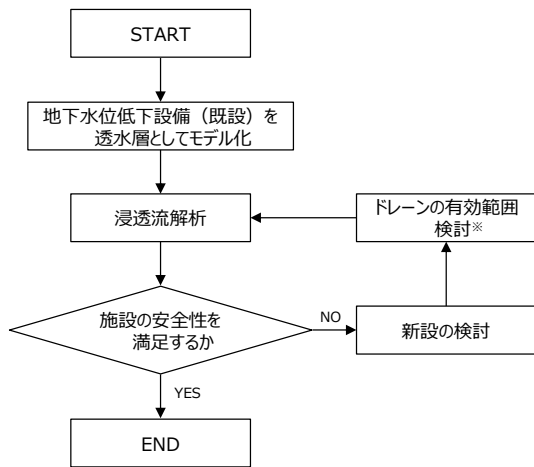 START
地下水位低下設備（既設）を
透水層としてモデル化
浸透流解析
ドレーンの有効範囲
検討※
施設の安全性を
満足するか
NO
新設の検討
YES
END